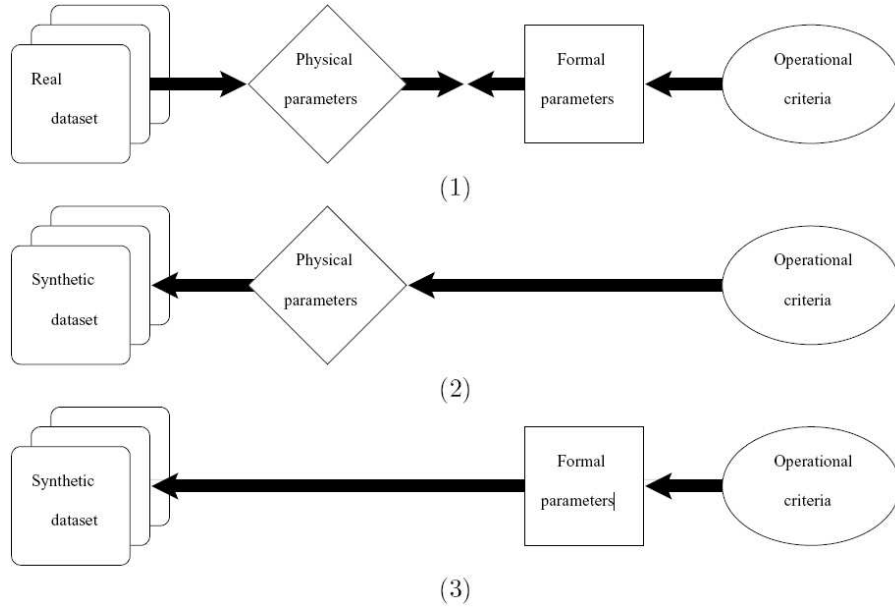 Real
dataset
Physical
parameters
Formal
parameters
Operational
criteria
(1)
Synthetic
dataset
Physical
parameters
Operational
criteria
(2)
Synthetic
dataset
Formal
parameters
Operational
criteria
(3)